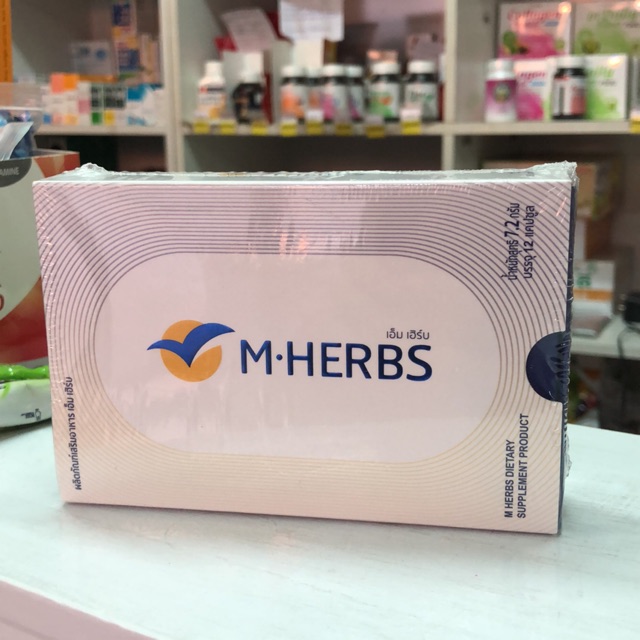 เอ็ม เฮิร์บ
M·HERBS
น้ำหนักสุทธิ 7.2 กรัม
บรรจุ 12 แคปซูล
ผลิตภัณฑ์เสริมอาหาร เอ็ม เฮิร์บ
M HERBS DIETARY
SUPPLEMENT PRODUCT